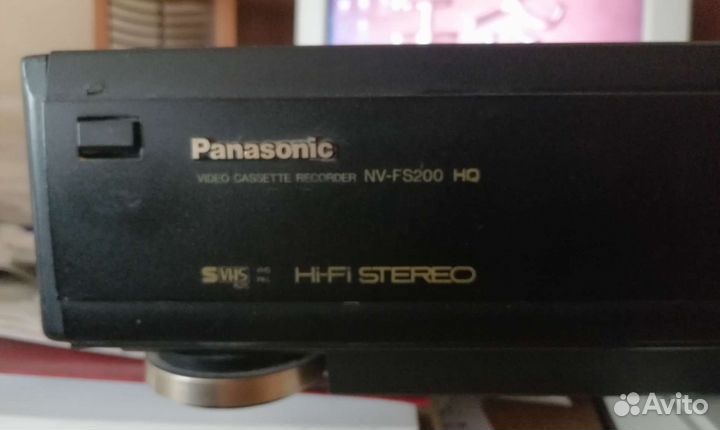 Panasonic
VIDEO CASSETTE RECORDER NV-FS200 HQ
S VHS Hi-Fi STEREO
Avito